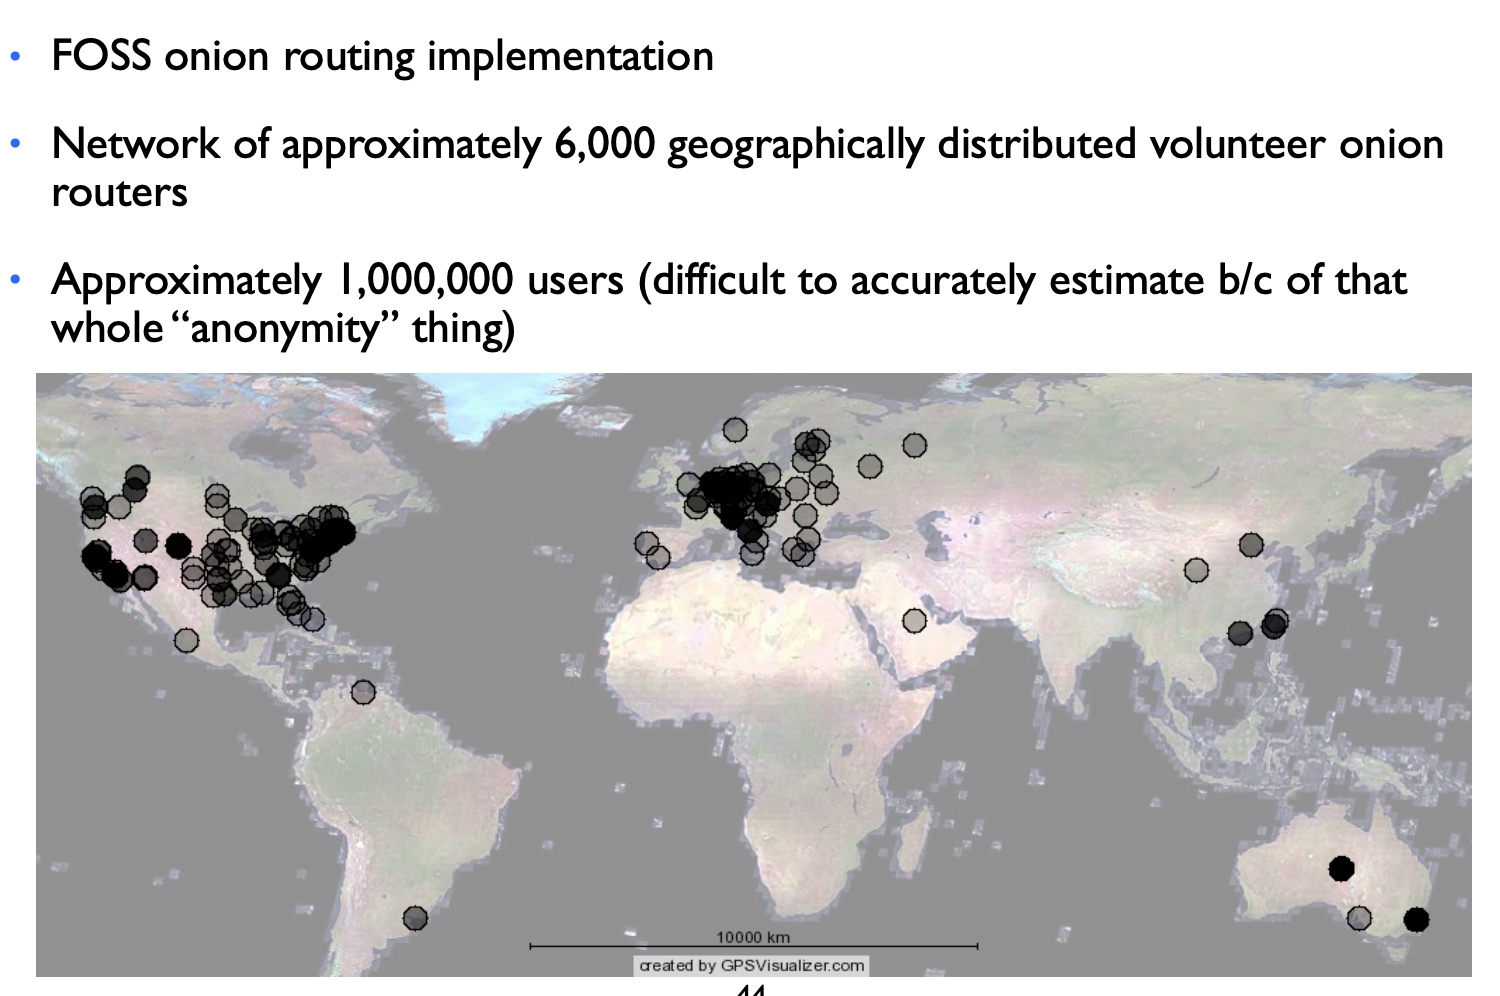 • FOSS onion routing implementation
• Network of approximately 6,000 geographically distributed volunteer onion
routers
• Approximately 1,000,000 users (difficult to accurately estimate b/c of that
whole “anonymity” thing)
10000 km
created by GPSVisualizer.com
44